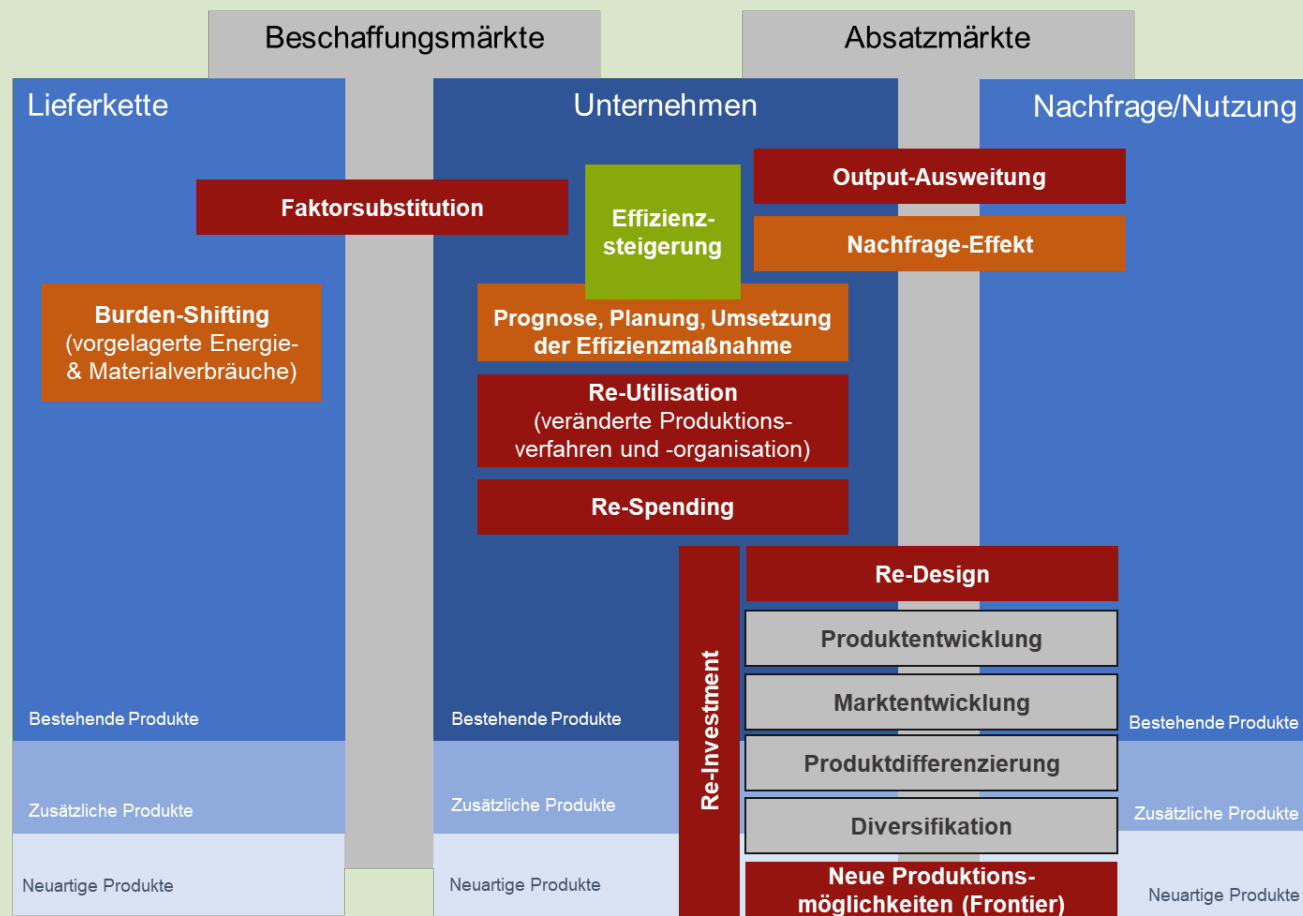 Beschaffungsmärkte
Absatzmärkte
Lieferkette
Unternehmen
Nachfrage/Nutzung
Faktorsubstitution
Effizienz-
steigerung
Output-Ausweitung
Nachfrage-Effekt
Burden-Shifting
(vorgelagerte Energie-
& Materialverbräuche)
Prognose, Planung, Umsetzung
der Effizienzmaßnahme
Re-Utilisation
(veränderte Produktions-
verfahren und -organisation)
Re-Spending
Re-Investment
Re-Design
Produktentwicklung
Marktentwicklung
Produktdifferenzierung
Diversifikation
Neue Produktions-
möglichkeiten (Frontier)
Bestehende Produkte
Bestehende Produkte
Bestehende Produkte
Zusätzliche Produkte
Zusätzliche Produkte
Zusätzliche Produkte
Neuartige Produkte
Neuartige Produkte
Neuartige Produkte